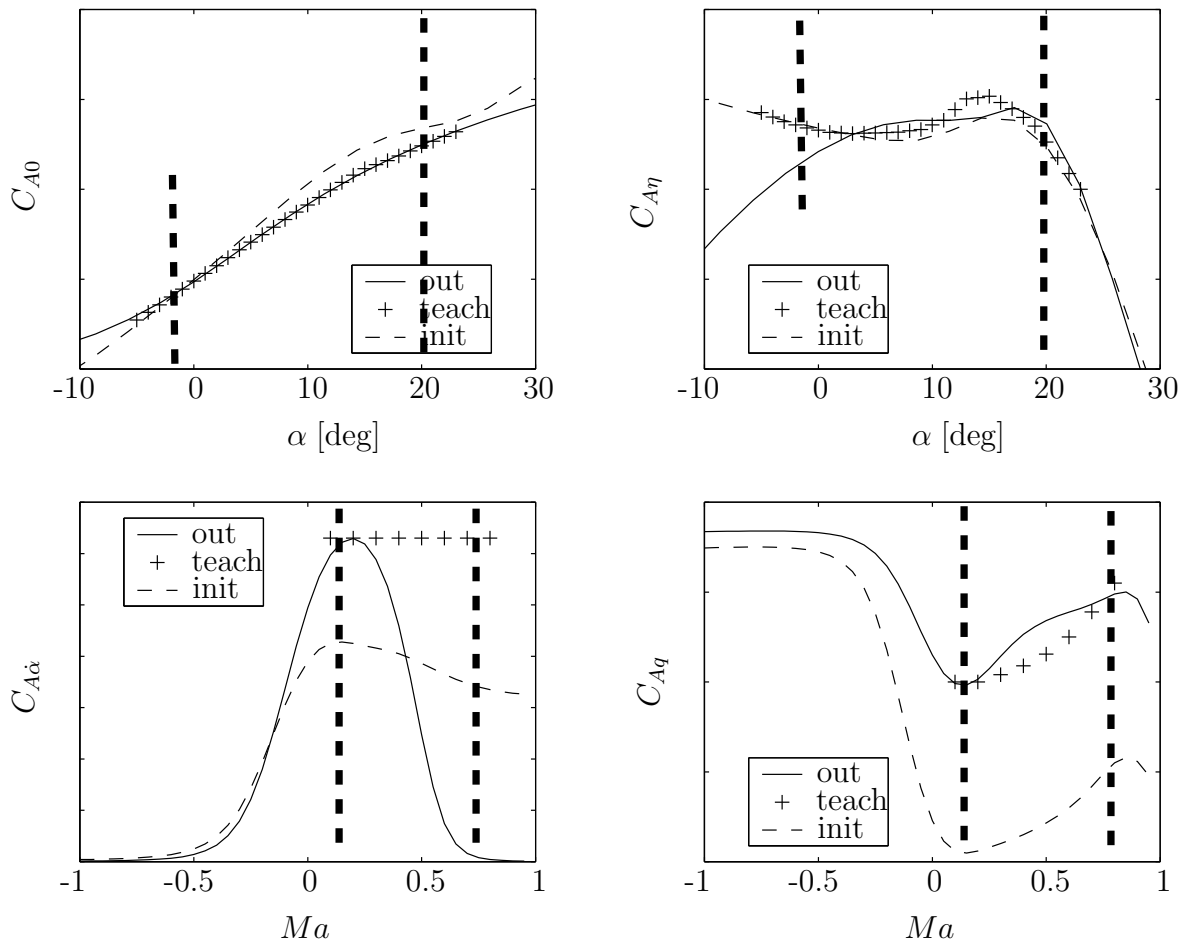 C_{A0}
out
teach
init
-10 0 10 20 30
α [deg]
C_{Aη}
out
teach
init
-10 0 10 20 30
α [deg]
C_{Aα̇}
out
teach
init
-1 -0.5 0 0.5 1
Ma
C_{Aq}
out
teach
init
-1 -0.5 0 0.5 1
Ma